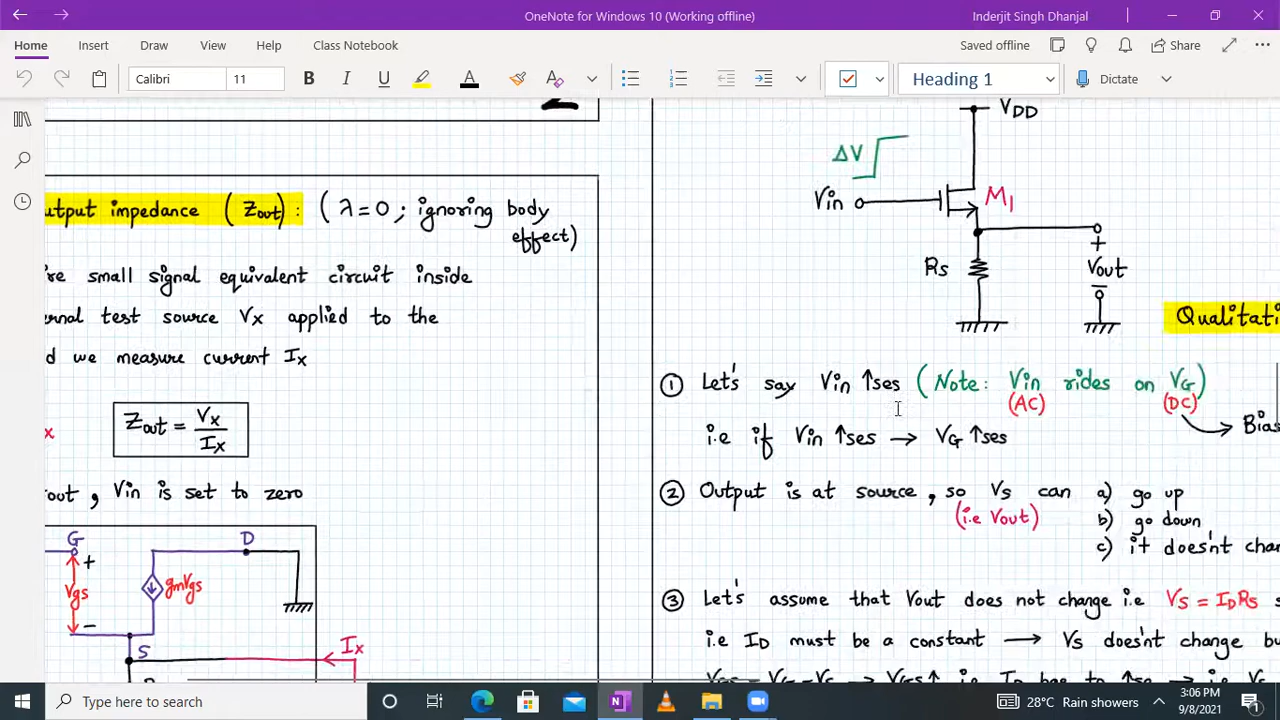 OneNote for Windows 10 (Working offline)
Inderjit Singh Dhanjal
Home Insert Draw View Help Class Notebook
Saved offline
Share
Calibri 11 B I U A Heading 1 Dictate
utput impedance (Zout) : ( λ = 0 ; ignoring body
effect)
re small signal equivalent circuit inside
rnal test source Vx applied to the
d we measure current Ix
Zout = Vx
Ix
rout , Vin is set to zero
G
D
+
Vgs
gmVgs
−
S
Ix
VDD
ΔV
Vin
M1
+
Rs
Vout
−
Qualitati
① Let's say Vin ↑ses (Note: Vin rides on VG)
(AC) (DC)
i.e if Vin ↑ses → VG ↑ses
Bias
② Output is at source, so Vs can a) go up
(i.e Vout) b) go down
c) it does'nt cha
③ Let's assume that Vout does not change i.e Vs = IDRs s
i.e ID must be a constant → Vs does'nt change bu
Type here to search
28°C Rain showers
3:06 PM
9/8/2021